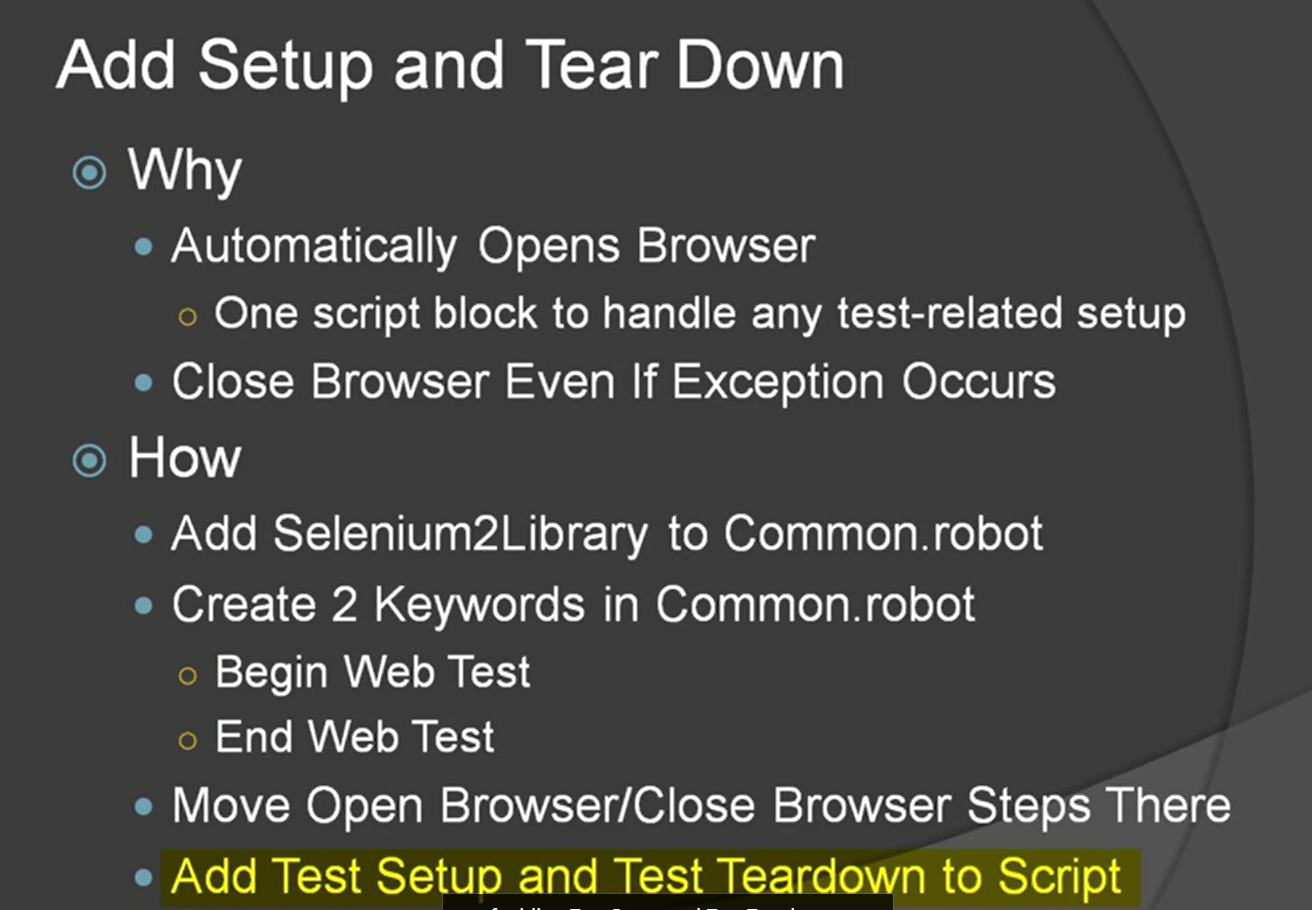 Add Setup and Tear Down
Why
Automatically Opens Browser
One script block to handle any test-related setup
Close Browser Even If Exception Occurs
How
Add Selenium2Library to Common.robot
Create 2 Keywords in Common.robot
Begin Web Test
End Web Test
Move Open Browser/Close Browser Steps There
Add Test Setup and Test Teardown to Script